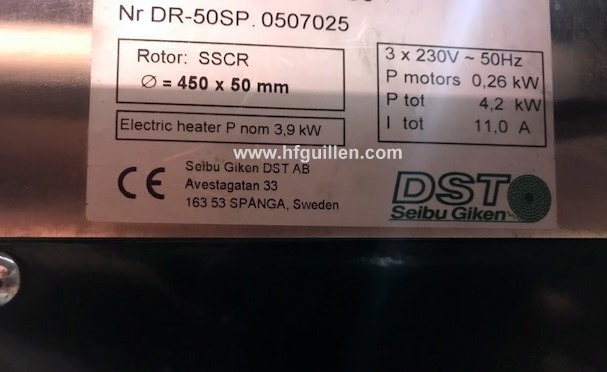 Nr DR-50SP. 0507025
Rotor: SSCR
Ø = 450 x 50 mm
3 x 230V ~ 50Hz
P motors 0,26 kW
P tot 4,2 kW
I tot 11,0 A
Electric heater P nom 3,9 kW
www.hfguillen.com
CE
Seibu Giken DST AB
Avestagatan 33
163 53 SPÅNGA, Sweden
DST
Seibu Giken